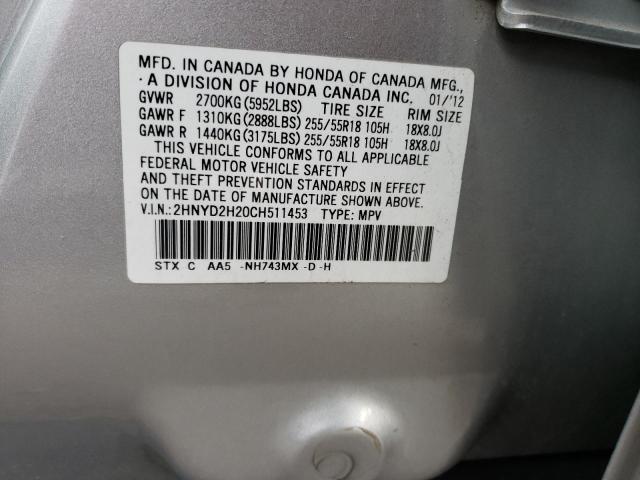 MFD. IN CANADA BY HONDA OF CANADA MFG.,
· A DIVISION OF HONDA CANADA INC. 01/'12
GVWR 2700KG(5952LBS) TIRE SIZE RIM SIZE
GAWR F 1310KG(2888LBS) 255/55R18 105H 18X8.0J
GAWR R 1440KG(3175LBS) 255/55R18 105H 18X8.0J
THIS VEHICLE CONFORMS TO ALL APPLICABLE
FEDERAL MOTOR VEHICLE SAFETY
AND THEFT PREVENTION STANDARDS IN EFFECT
ON THE DATE OF MANUFACTURE SHOWN ABOVE.
V.I.N.:2HNYD2H20CH511453 TYPE: MPV
STX C AA5 -NH743MX -D -H